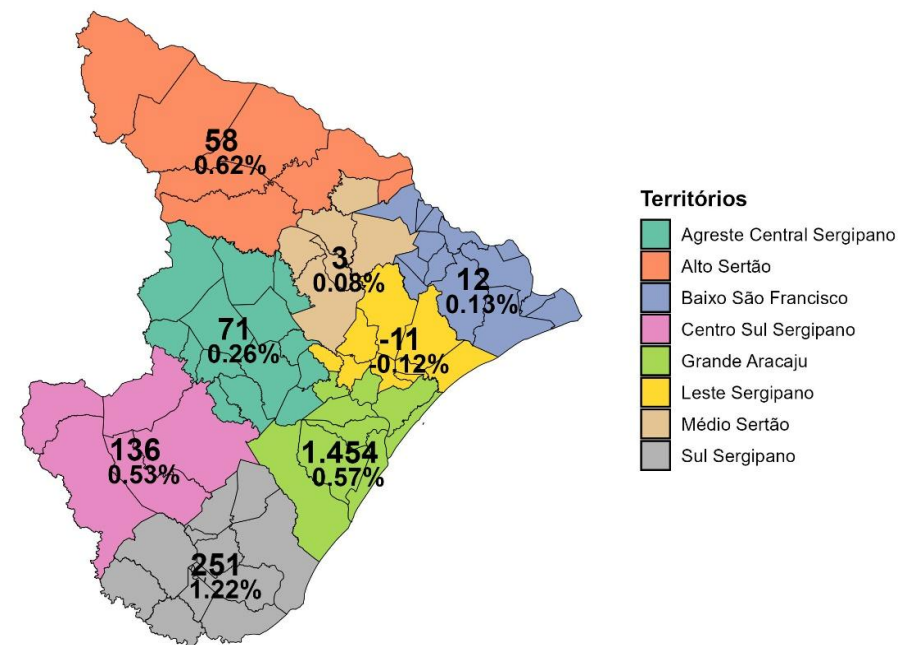 58
0.62%
3
0.08%
12
0.13%
71
0.26%
-11
-0.12%
136
0.53%
1.454
0.57%
251
1.22%
Territórios
Agreste Central Sergipano
Alto Sertão
Baixo São Francisco
Centro Sul Sergipano
Grande Aracaju
Leste Sergipano
Médio Sertão
Sul Sergipano